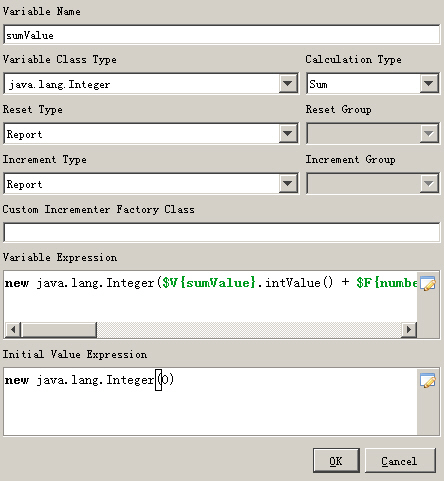 Variable Name
sumValue
Variable Class Type Calculation Type
java.lang.Integer Sum
Reset Type Reset Group
Report
Increment Type Increment Group
Report
Custom Incrementer Factory Class
Variable Expression
new java.lang.Integer($V{sumValue}.intValue() + $F{numbe
Initial Value Expression
new java.lang.Integer(0)
OK Cancel